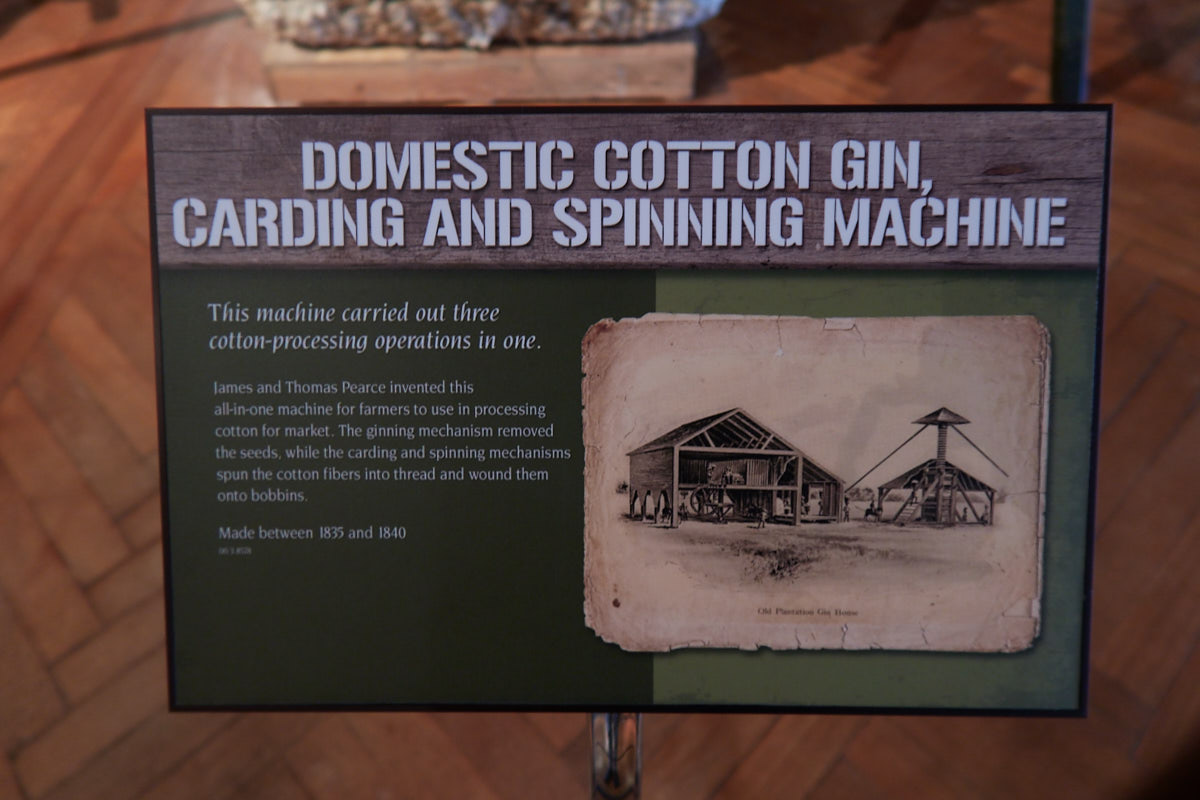 DOMESTIC COTTON GIN,
CARDING AND SPINNING MACHINE
This machine carried out three
cotton-processing operations in one.
James and Thomas Pearce invented this
all-in-one machine for farmers to use in processing
cotton for market. The ginning mechanism removed
the seeds, while the carding and spinning mechanisms
spun the cotton fibers into thread and wound them
onto bobbins.
Made between 1835 and 1840
Old Plantation Gin House